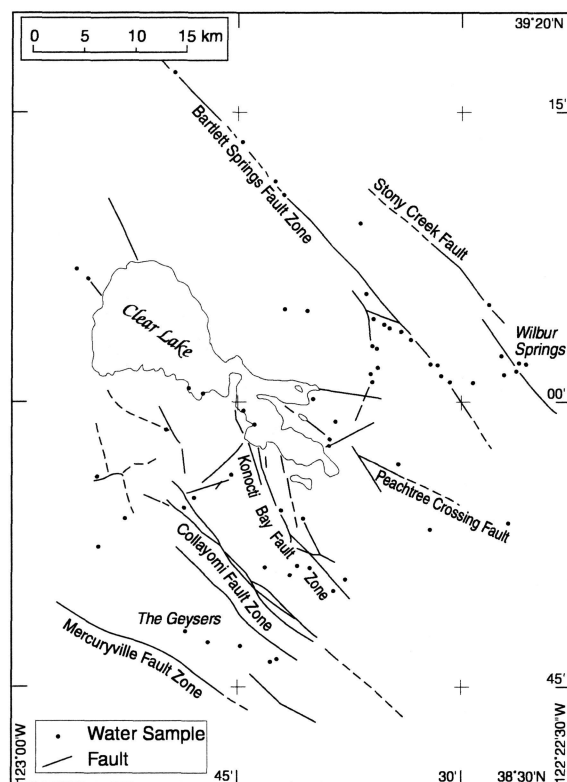 0 5 10 15 km
39°20'N
15'
Bartlett Springs Fault Zone
Stony Creek Fault
Clear Lake
Wilbur
Springs
00'
Konocti Bay Fault Zone
Peachtree Crossing Fault
Collayomi Fault Zone
The Geysers
Mercuryville Fault Zone
45'
Water Sample
Fault
123°00'W
45'
30'
38°30'N
122°22'30"W